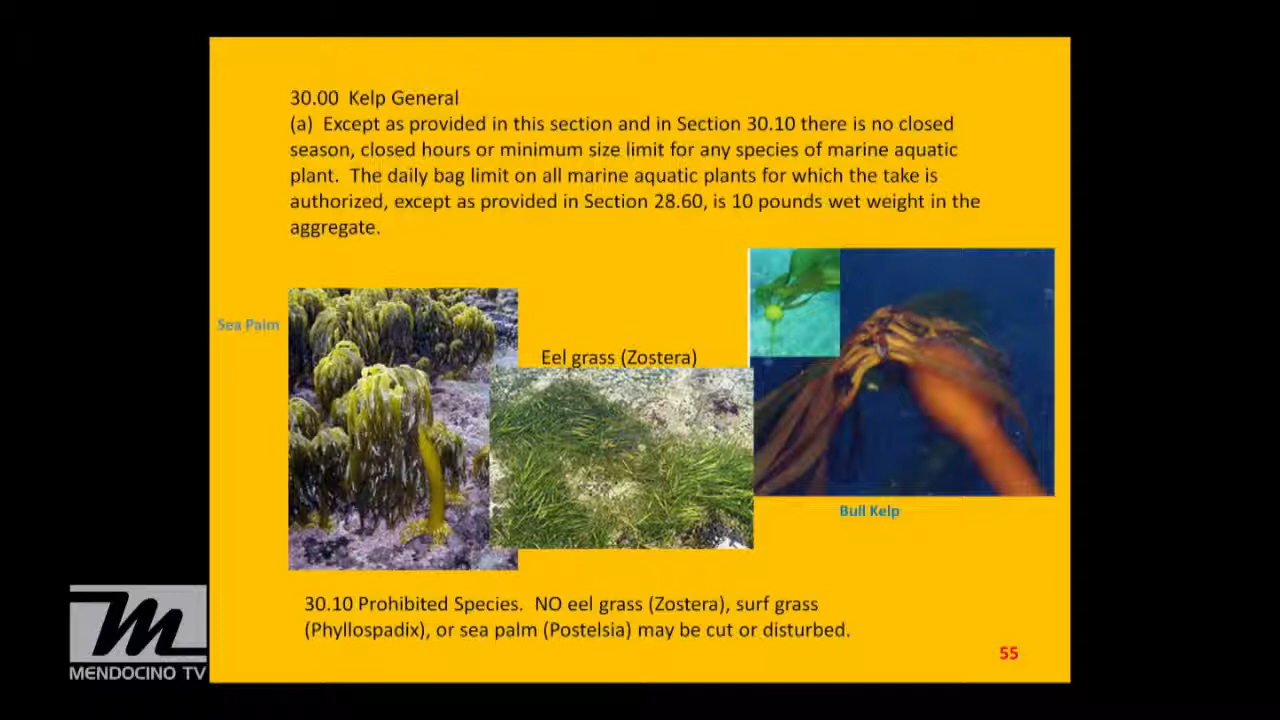 30.00 Kelp General
(a) Except as provided in this section and in Section 30.10 there is no closed
season, closed hours or minimum size limit for any species of marine aquatic
plant. The daily bag limit on all marine aquatic plants for which the take is
authorized, except as provided in Section 28.60, is 10 pounds wet weight in the
aggregate.
Sea Palm
Eel grass (Zostera)
Bull Kelp
30.10 Prohibited Species. NO eel grass (Zostera), surf grass
(Phyllospadix), or sea palm (Postelsia) may be cut or disturbed.
55
M
MENDOCINO TV